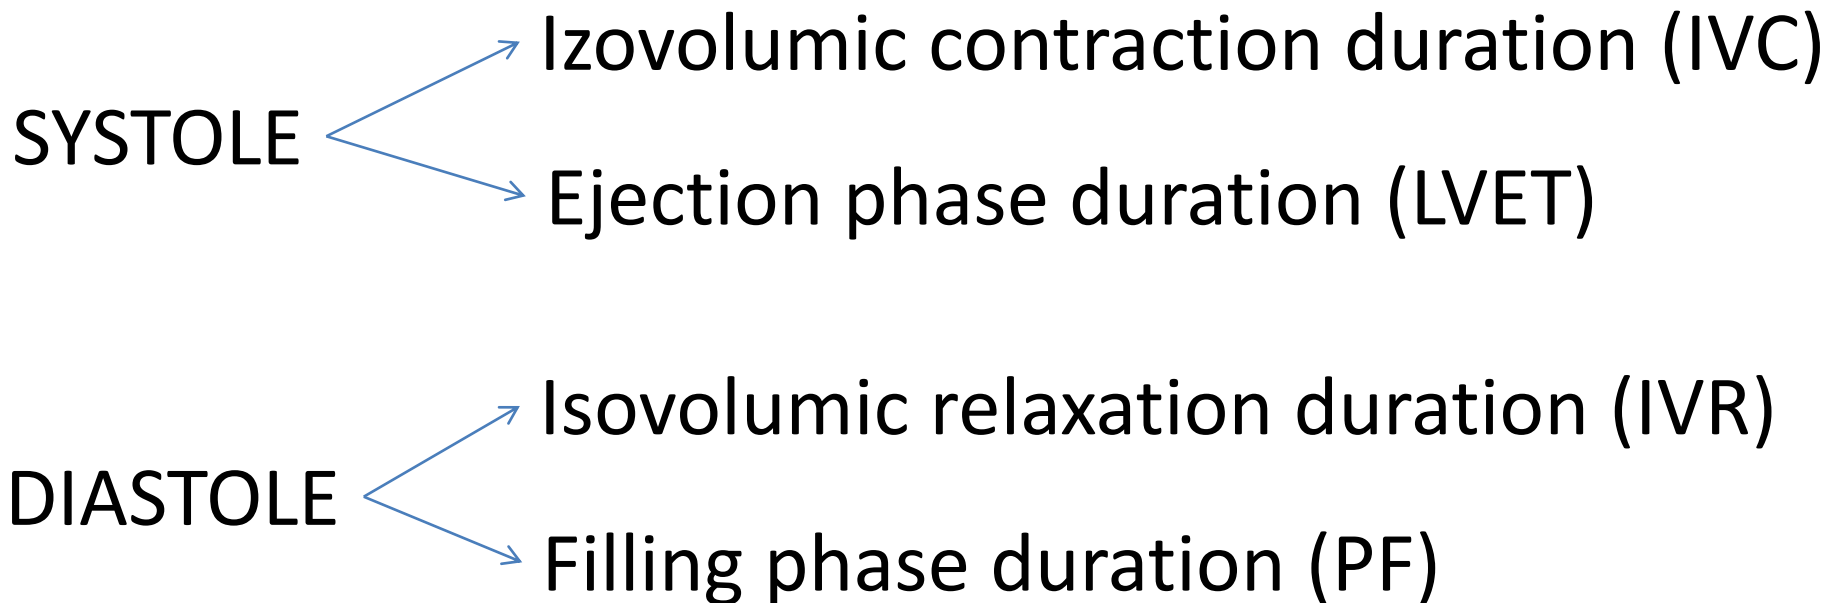 Izovolumic contraction duration (IVC)
SYSTOLE
Ejection phase duration (LVET)
Isovolumic relaxation duration (IVR)
DIASTOLE
Filling phase duration (PF)